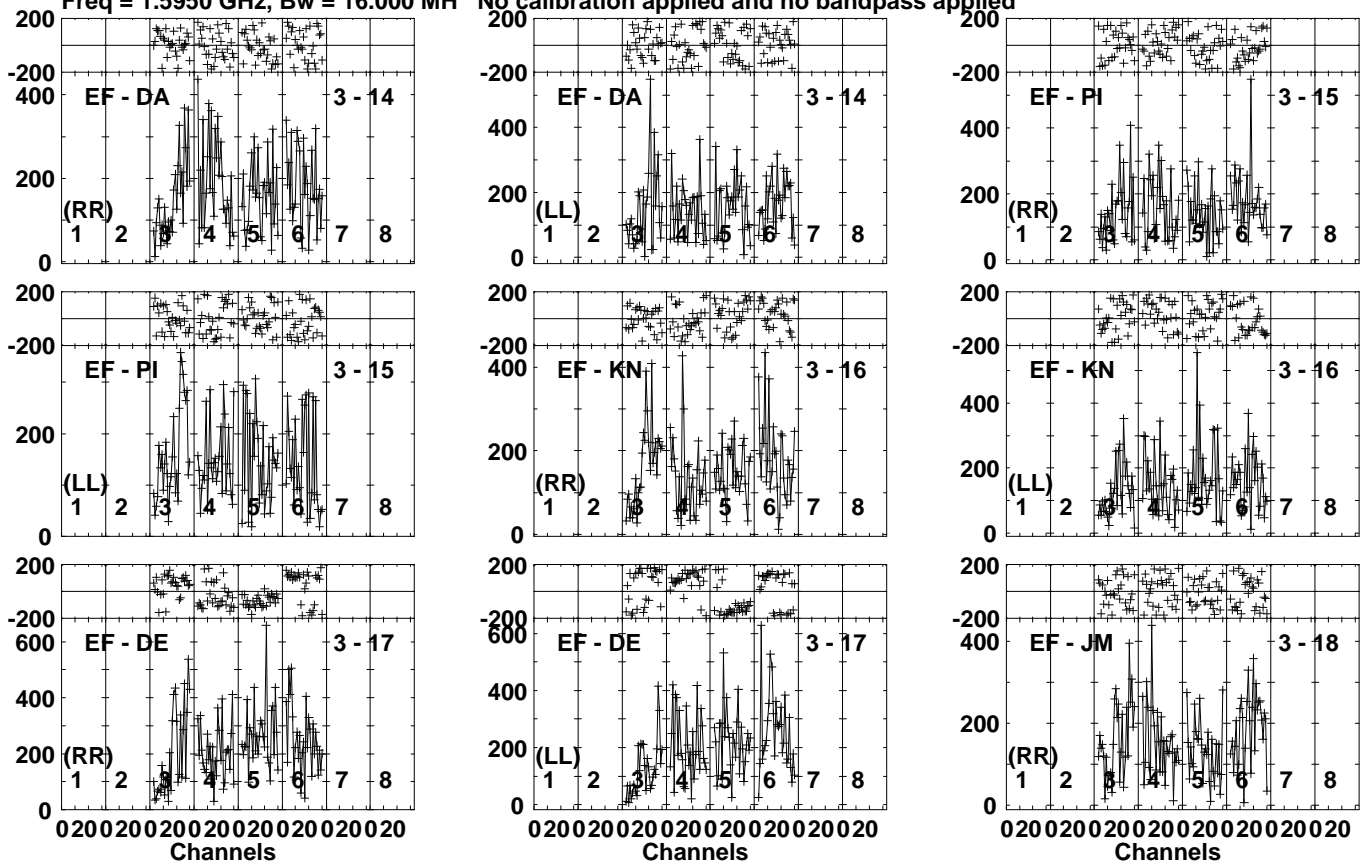 Freq = 1.5950 GHz, Bw = 16.000 MH No calibration applied and no bandpass applied
200
-200
400 EF - DA 3 - 14
200
(RR)
1 2 3 4 5 6 7 8
0
-200
EF - DA 3 - 14
400
200
(LL)
1 2 3 4 5 6 7 8
0
200
-200
EF - PI 3 - 15
400
200
(RR)
1 2 3 4 5 6 7 8
0
200
-200
EF - PI 3 - 15
200
(LL)
1 2 3 4 5 6 7 8
0
200
-200
400 EF - KN 3 - 16
200
(RR)
1 2 3 4 5 6 7 8
0
200
-200
EF - KN 3 - 16
400
200
(LL)
1 2 3 4 5 6 7 8
0
200
-200
600 EF - DE 3 - 17
400
200
(RR)
1 2 3 4 5 6 7 8
0
0 20 0 20 0 20 0 20 0 20 0 20 0 20 0 20
Channels
200
-200
600 EF - DE 3 - 17
400
200
(LL)
1 2 3 4 5 6 7 8
0
0 20 0 20 0 20 0 20 0 20 0 20 0 20 0 20
Channels
200
-200
400 EF - JM 3 - 18
200
(RR)
1 2 3 4 5 6 7 8
0
0 20 0 20 0 20 0 20 0 20 0 20 0 20 0 20
Channels